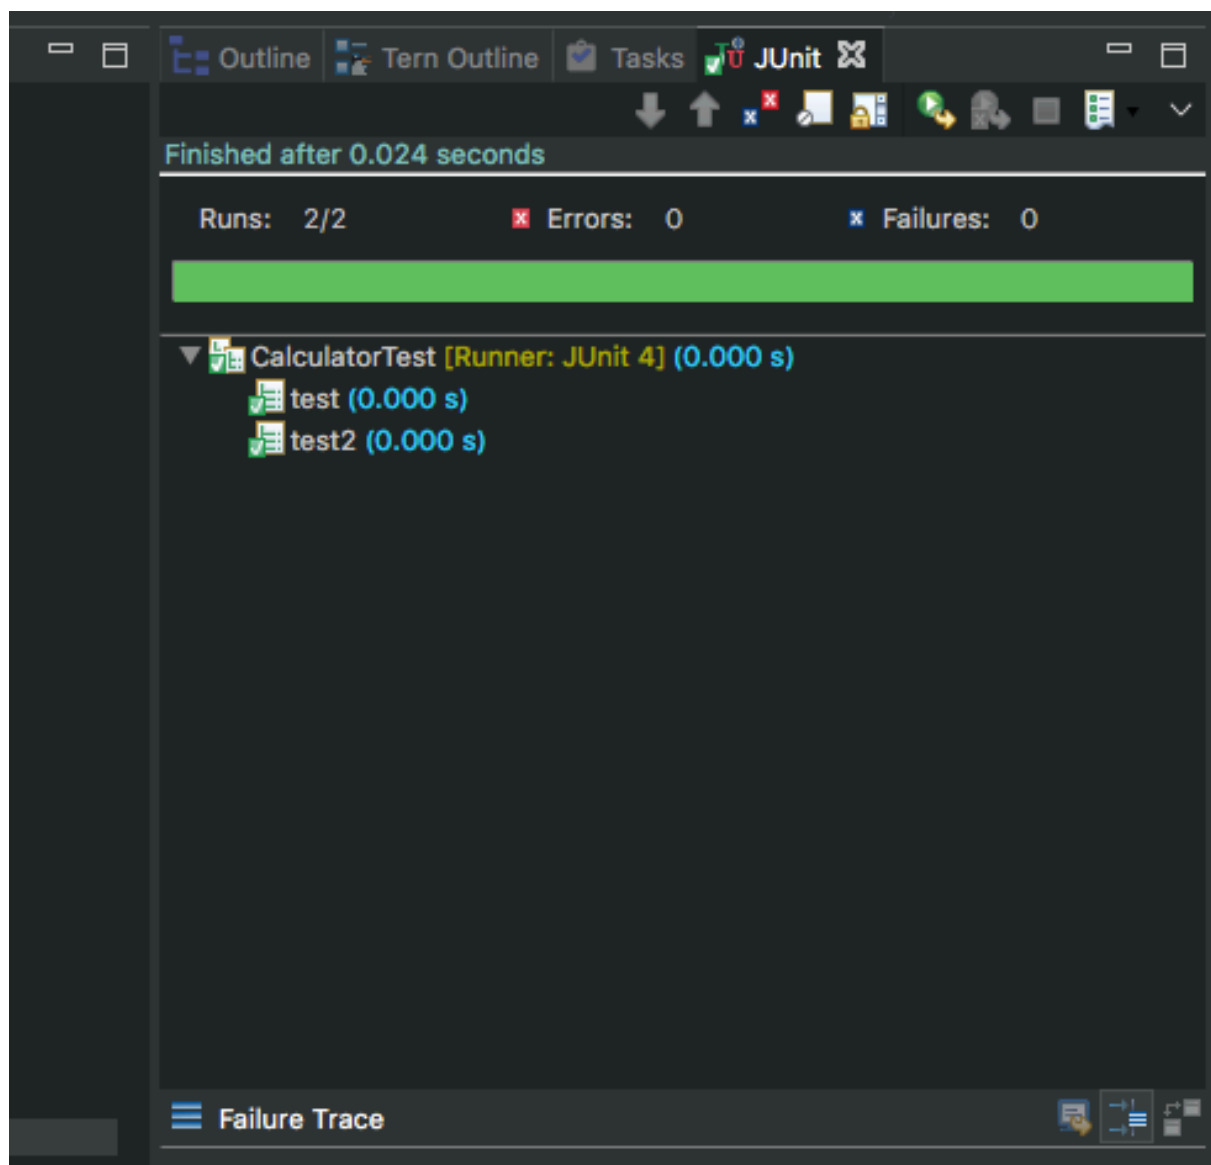 Outline Tern Outline Tasks JUnit
Finished after 0.024 seconds
Runs: 2/2 Errors: 0 Failures: 0
CalculatorTest [Runner: JUnit 4] (0.000 s)
test (0.000 s)
test2 (0.000 s)
Failure Trace